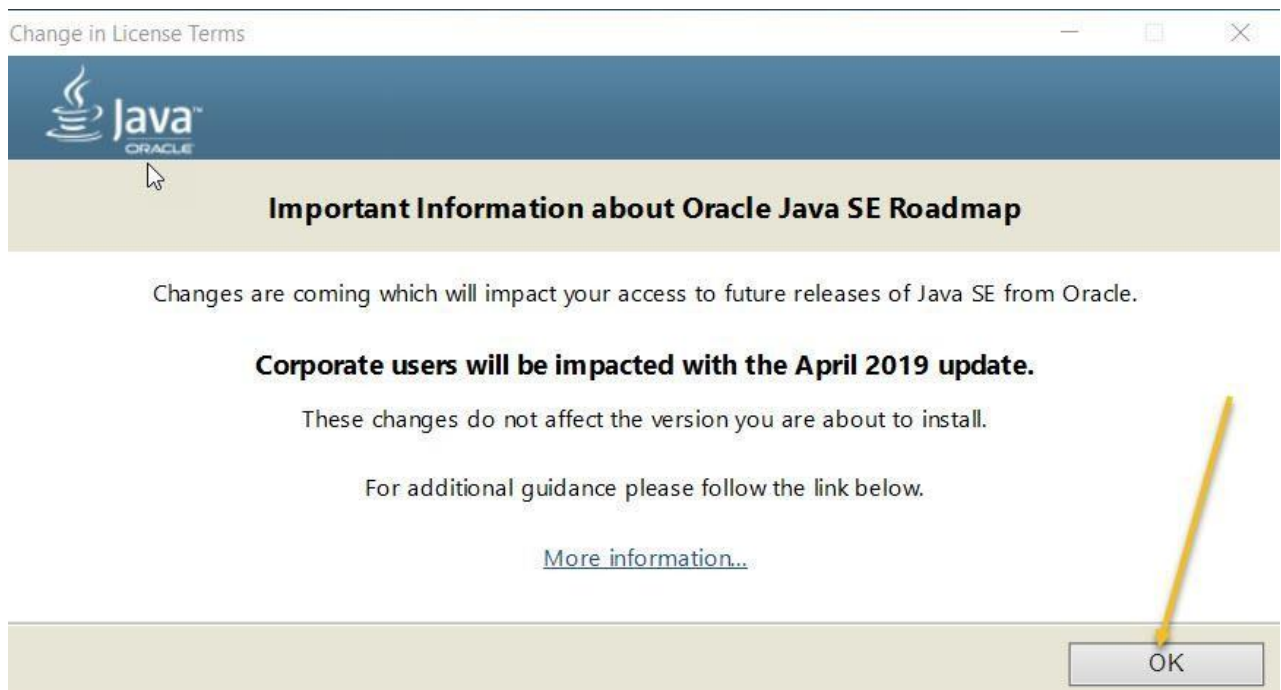 Change in License Terms
Java™
ORACLE
Important Information about Oracle Java SE Roadmap
Changes are coming which will impact your access to future releases of Java SE from Oracle.
Corporate users will be impacted with the April 2019 update.
These changes do not affect the version you are about to install.
For additional guidance please follow the link below.
More information...
OK